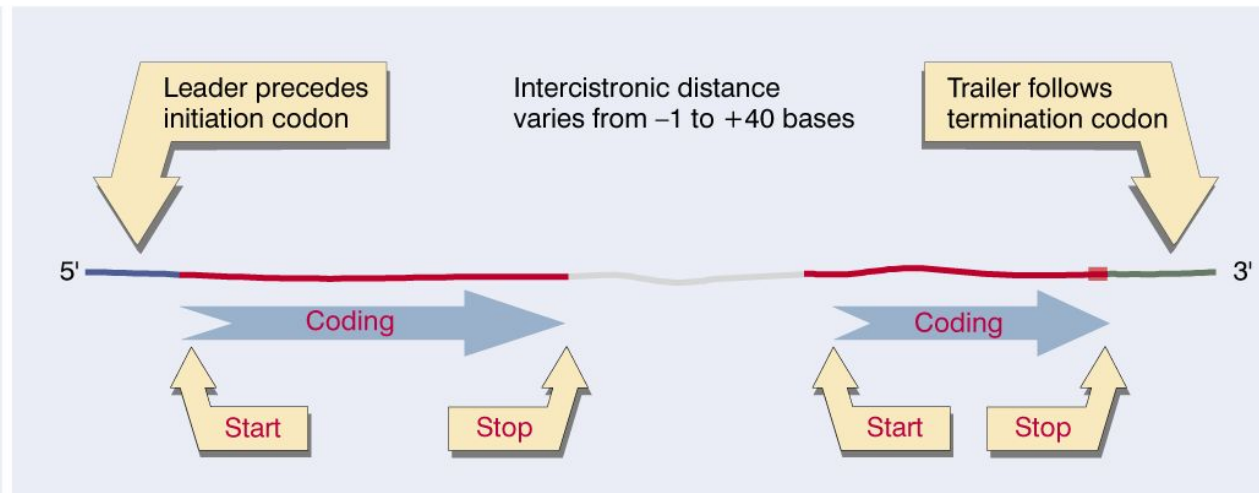 Leader precedes
initiation codon
Intercistronic distance
varies from –1 to +40 bases
Trailer follows
termination codon
5'
3'
Coding
Coding
Start
Stop
Start
Stop